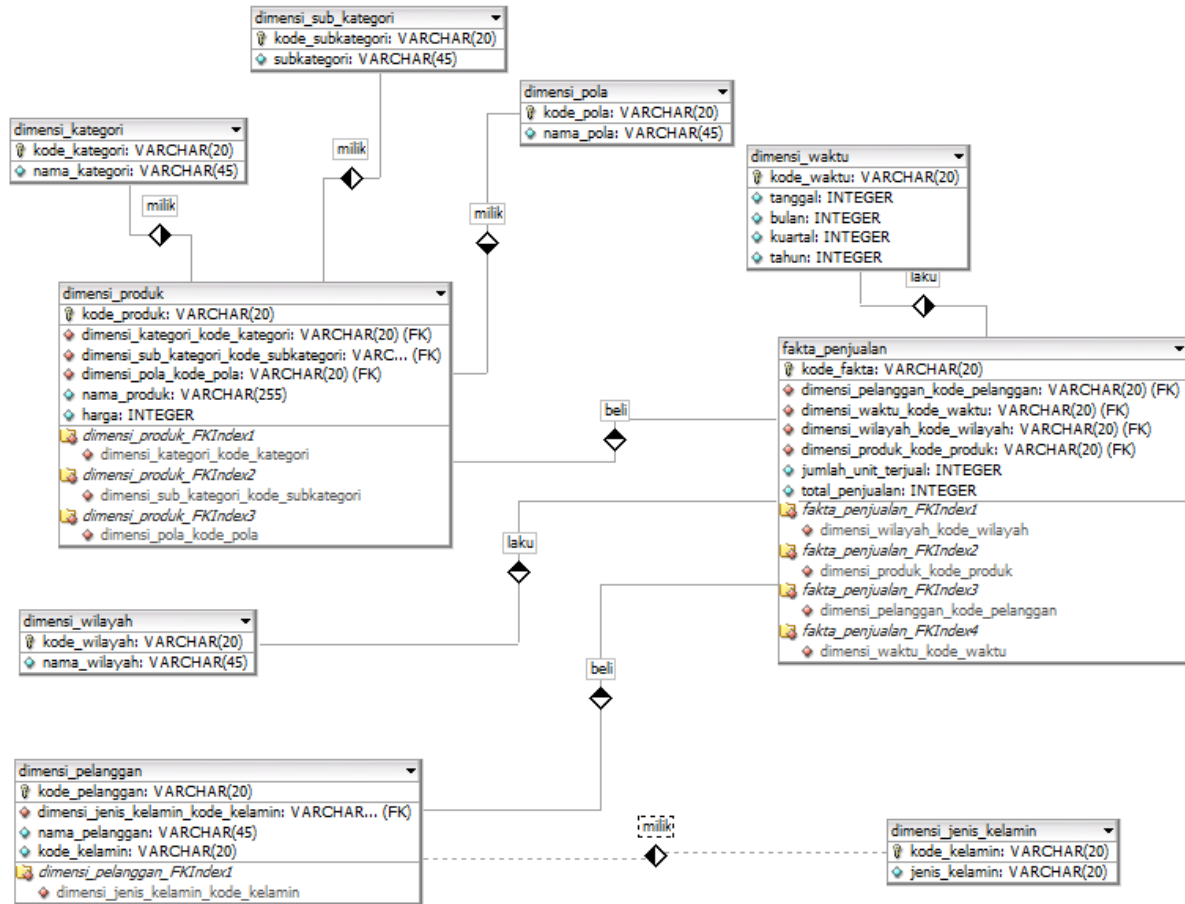 dimensi_sub_kategori
kode_subkategori: VARCHAR(20)
subkategori: VARCHAR(45)
dimensi_pola
kode_pola: VARCHAR(20)
nama_pola: VARCHAR(45)
dimensi_kategori
kode_kategori: VARCHAR(20)
nama_kategori: VARCHAR(45)
milik
milik
milik
dimensi_waktu
kode_waktu: VARCHAR(20)
tanggal: INTEGER
bulan: INTEGER
kuartal: INTEGER
tahun: INTEGER
laku
dimensi_produk
kode_produk: VARCHAR(20)
dimensi_kategori_kode_kategori: VARCHAR(20) (FK)
dimensi_sub_kategori_kode_subkategori: VARC... (FK)
dimensi_pola_kode_pola: VARCHAR(20) (FK)
nama_produk: VARCHAR(255)
harga: INTEGER
dimensi_produk_FKIndex1
dimensi_kategori_kode_kategori
dimensi_produk_FKIndex2
dimensi_sub_kategori_kode_subkategori
dimensi_produk_FKIndex3
dimensi_pola_kode_pola
beli
fakta_penjualan
kode_fakta: VARCHAR(20)
dimensi_pelanggan_kode_pelanggan: VARCHAR(20) (FK)
dimensi_waktu_kode_waktu: VARCHAR(20) (FK)
dimensi_wilayah_kode_wilayah: VARCHAR(20) (FK)
dimensi_produk_kode_produk: VARCHAR(20) (FK)
jumlah_unit_terjual: INTEGER
total_penjualan: INTEGER
fakta_penjualan_FKIndex1
dimensi_wilayah_kode_wilayah
fakta_penjualan_FKIndex2
dimensi_produk_kode_produk
fakta_penjualan_FKIndex3
dimensi_pelanggan_kode_pelanggan
fakta_penjualan_FKIndex4
dimensi_waktu_kode_waktu
laku
dimensi_wilayah
kode_wilayah: VARCHAR(20)
nama_wilayah: VARCHAR(45)
beli
dimensi_pelanggan
kode_pelanggan: VARCHAR(20)
dimensi_jenis_kelamin_kode_kelamin: VARCHAR... (FK)
nama_pelanggan: VARCHAR(45)
kode_kelamin: VARCHAR(20)
dimensi_pelanggan_FKIndex1
dimensi_jenis_kelamin_kode_kelamin
milik
dimensi_jenis_kelamin
kode_kelamin: VARCHAR(20)
jenis_kelamin: VARCHAR(20)